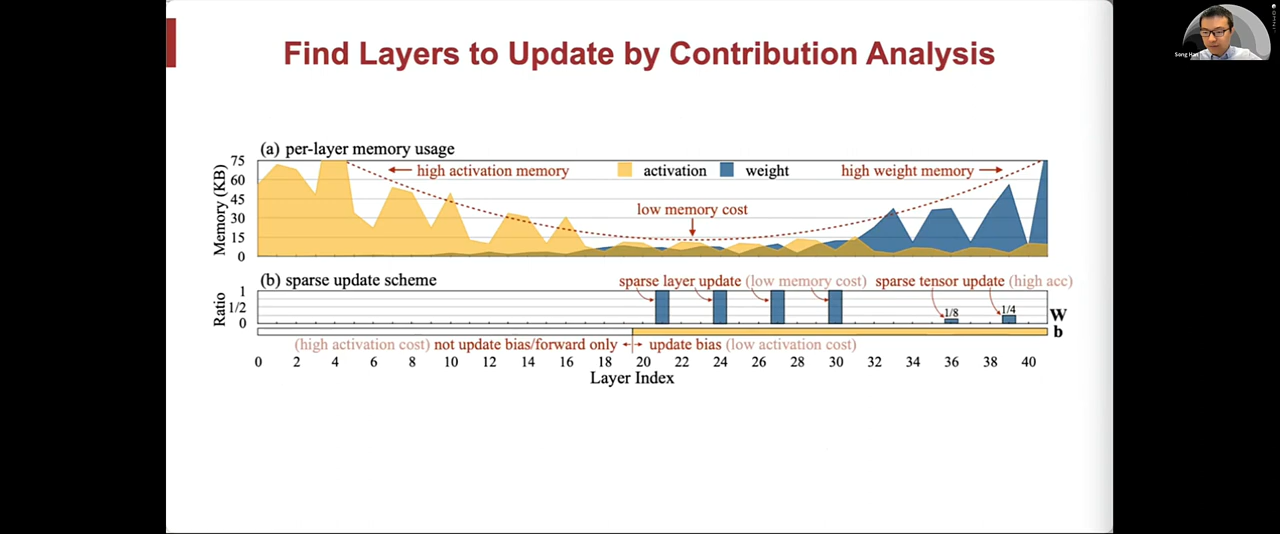 Find Layers to Update by Contribution Analysis
Song Han
(a) per-layer memory usage
75
60
45
30
15
0
Memory (KB)
high activation memory
activation
weight
high weight memory
low memory cost
(b) sparse update scheme
sparse layer update (low memory cost)
sparse tensor update (high acc)
1
1/2
0
Ratio
1/8
1/4
W
b
(high activation cost) not update bias/forward only
update bias (low activation cost)
0 2 4 6 8 10 12 14 16 18 20 22 24 26 28 30 32 34 36 38 40
Layer Index